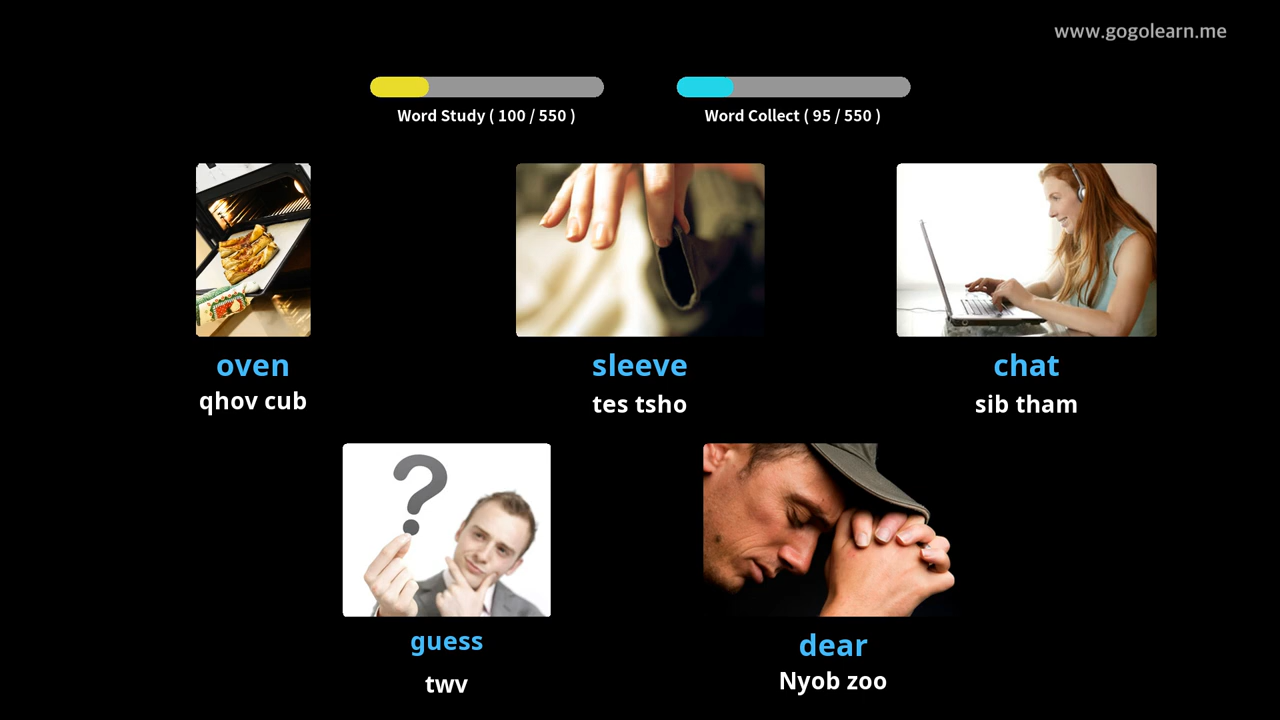 www.gogolearn.me
Word Study ( 100 / 550 )
Word Collect ( 95 / 550 )
oven
qhov cub
sleeve
tes tsho
chat
sib tham
guess
twv
dear
Nyob zoo